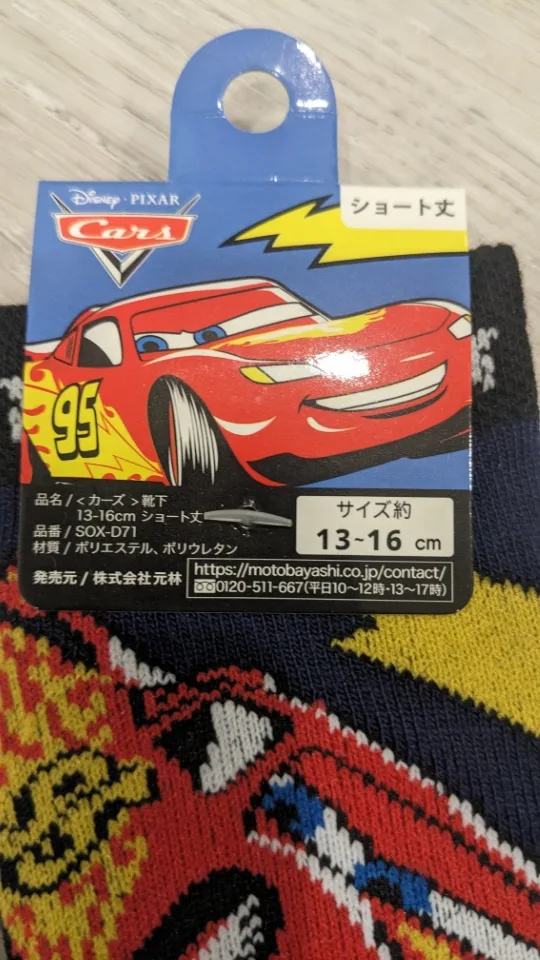 Disney・PIXAR
Cars
ショート丈
95
品名/<カーズ>靴下
13-16cm ショート丈
品番/SOX-D71
材質/ポリエステル、ポリウレタン
サイズ約
13~16 cm
発売元/株式会社元林
https://motobayashi.co.jp/contact/
0120-511-667(平日10~12時・13~17時)